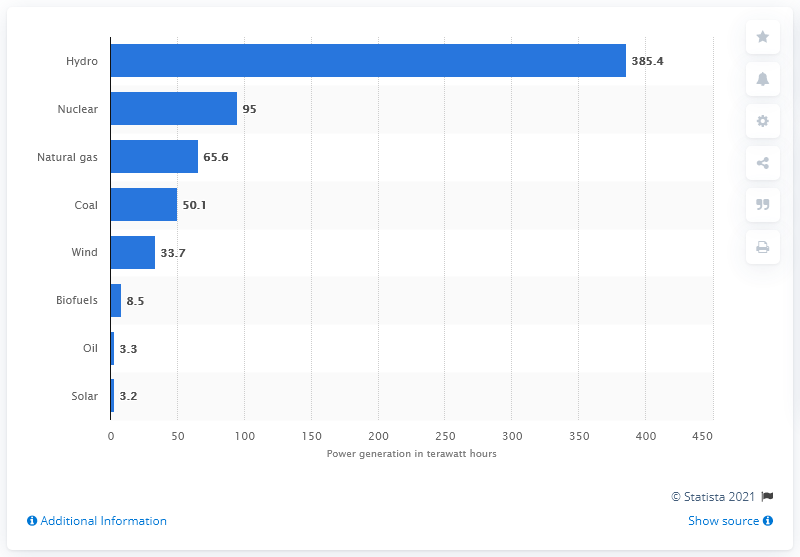 Hydro 385.4
Nuclear 95
Natural gas 65.6
Coal 50.1
Wind 33.7
Biofuels 8.5
Oil 3.3
Solar 3.2
0 50 100 150 200 250 300 350 400 450
Power generation in terawatt hours
© Statista 2021
Additional Information Show source